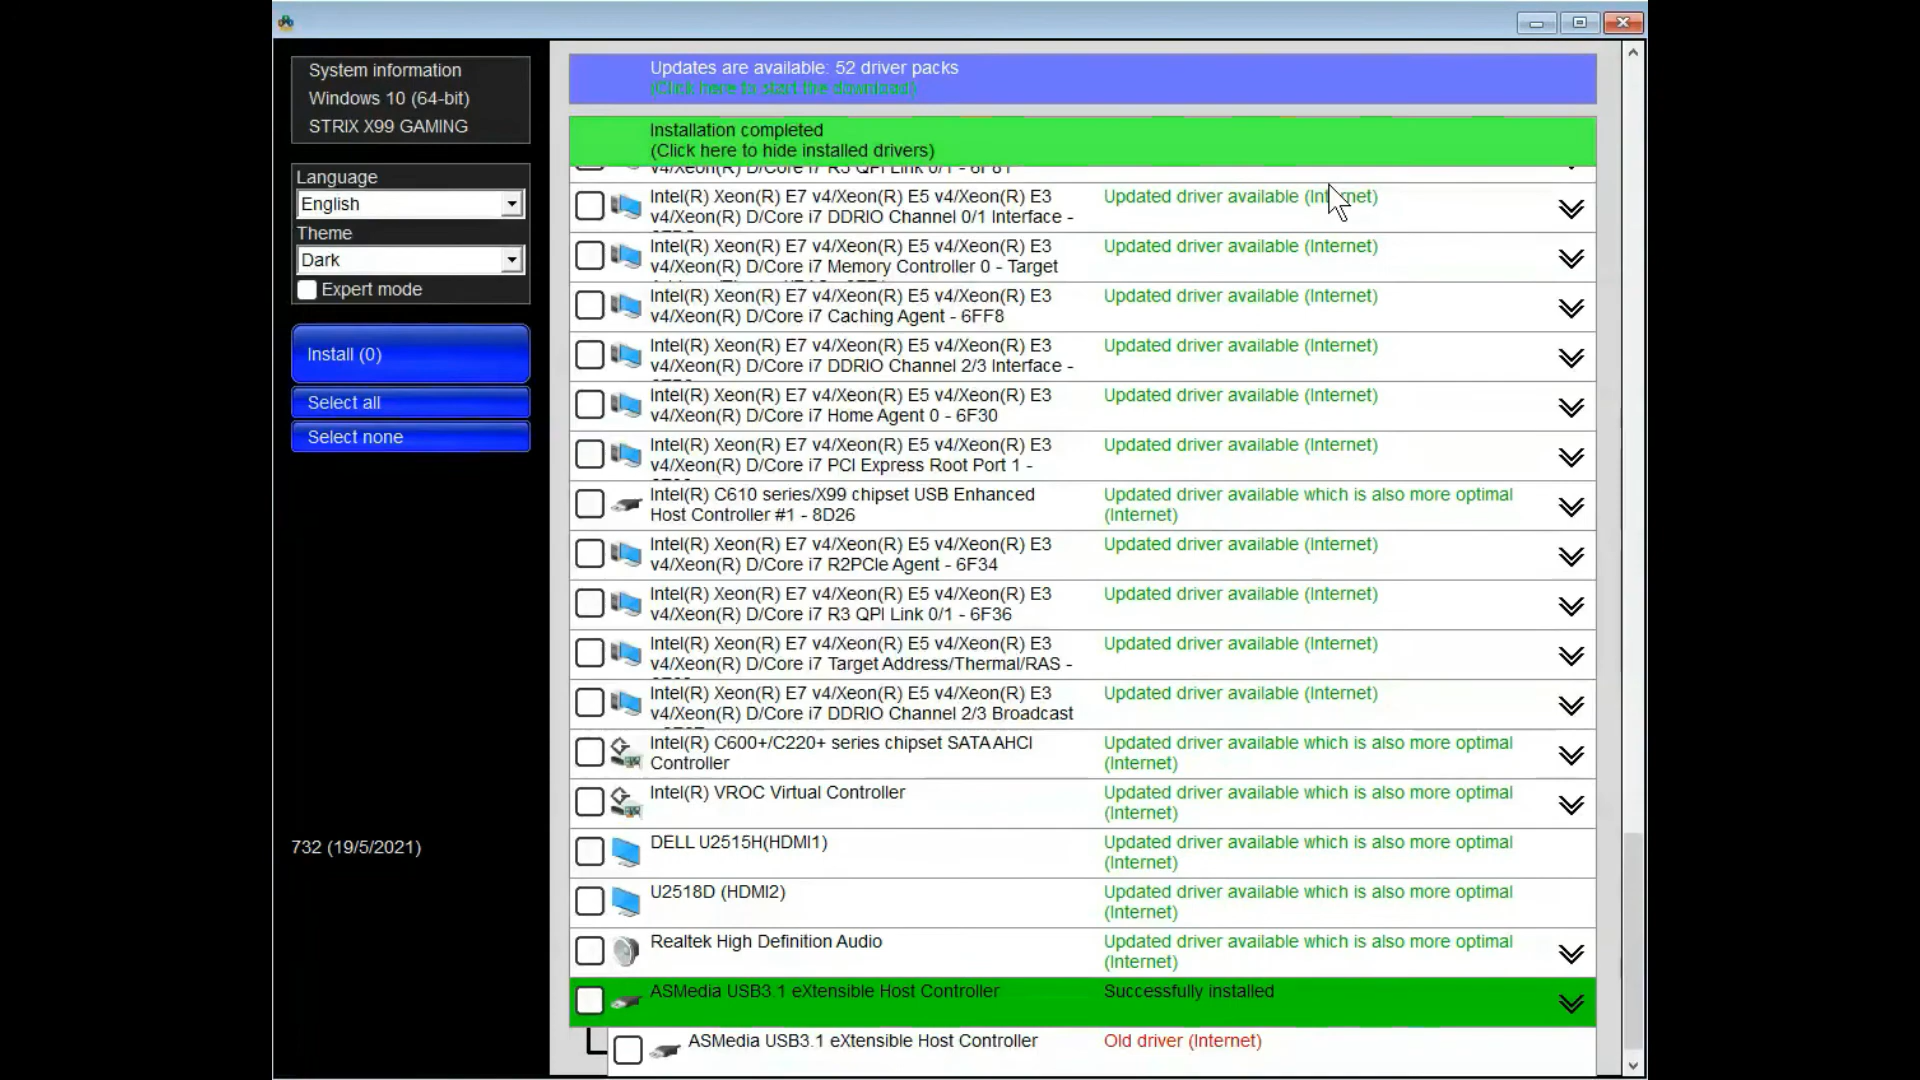 System information
Windows 10 (64-bit)
STRIX X99 GAMING
Language
English
Theme
Dark
Expert mode
Install (0)
Select all
Select none
732 (19/5/2021)
Updates are available: 52 driver packs
(Click here to start the download)
Installation completed
(Click here to hide installed drivers)
v4/Xeon(R) D/Core i7 R3 QPI Link 0/1 - 6F81
Intel(R) Xeon(R) E7 v4/Xeon(R) E5 v4/Xeon(R) E3
v4/Xeon(R) D/Core i7 DDRIO Channel 0/1 Interface -
Updated driver available (Internet)
Intel(R) Xeon(R) E7 v4/Xeon(R) E5 v4/Xeon(R) E3
v4/Xeon(R) D/Core i7 Memory Controller 0 - Target
Updated driver available (Internet)
Intel(R) Xeon(R) E7 v4/Xeon(R) E5 v4/Xeon(R) E3
v4/Xeon(R) D/Core i7 Caching Agent - 6FF8
Updated driver available (Internet)
Intel(R) Xeon(R) E7 v4/Xeon(R) E5 v4/Xeon(R) E3
v4/Xeon(R) D/Core i7 DDRIO Channel 2/3 Interface -
Updated driver available (Internet)
Intel(R) Xeon(R) E7 v4/Xeon(R) E5 v4/Xeon(R) E3
v4/Xeon(R) D/Core i7 Home Agent 0 - 6F30
Updated driver available (Internet)
Intel(R) Xeon(R) E7 v4/Xeon(R) E5 v4/Xeon(R) E3
v4/Xeon(R) D/Core i7 PCI Express Root Port 1 -
Updated driver available (Internet)
Intel(R) C610 series/X99 chipset USB Enhanced
Host Controller #1 - 8D26
Updated driver available which is also more optimal
(Internet)
Intel(R) Xeon(R) E7 v4/Xeon(R) E5 v4/Xeon(R) E3
v4/Xeon(R) D/Core i7 R2PCIe Agent - 6F34
Updated driver available (Internet)
Intel(R) Xeon(R) E7 v4/Xeon(R) E5 v4/Xeon(R) E3
v4/Xeon(R) D/Core i7 R3 QPI Link 0/1 - 6F36
Updated driver available (Internet)
Intel(R) Xeon(R) E7 v4/Xeon(R) E5 v4/Xeon(R) E3
v4/Xeon(R) D/Core i7 Target Address/Thermal/RAS -
Updated driver available (Internet)
Intel(R) Xeon(R) E7 v4/Xeon(R) E5 v4/Xeon(R) E3
v4/Xeon(R) D/Core i7 DDRIO Channel 2/3 Broadcast
Updated driver available (Internet)
Intel(R) C600+/C220+ series chipset SATA AHCI
Controller
Updated driver available which is also more optimal
(Internet)
Intel(R) VROC Virtual Controller
Updated driver available which is also more optimal
(Internet)
DELL U2515H(HDMI1)
Updated driver available which is also more optimal
(Internet)
U2518D (HDMI2)
Updated driver available which is also more optimal
(Internet)
Realtek High Definition Audio
Updated driver available which is also more optimal
(Internet)
ASMedia USB3.1 eXtensible Host Controller
Successfully installed
ASMedia USB3.1 eXtensible Host Controller
Old driver (Internet)